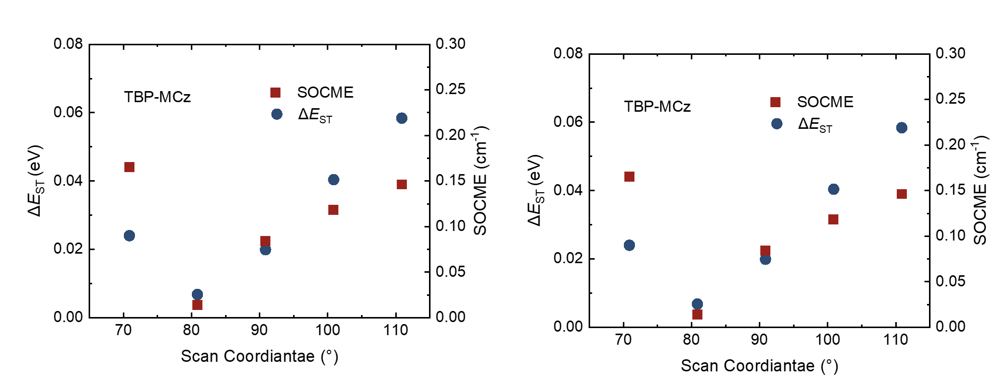 0.08
0.06
0.04
0.02
0.00
ΔEST (eV)
TBP-MCz
SOCME
ΔEST
0.30
0.25
0.20
0.15
0.10
0.05
0.00
SOCME (cm-1)
70 80 90 100 110
Scan Coordiantae (°)
0.08
0.06
0.04
0.02
0.00
ΔEST (eV)
TBP-MCz
SOCME
ΔEST
0.30
0.25
0.20
0.15
0.10
0.05
0.00
SOCME (cm-1)
70 80 90 100 110
Scan Coordiantae (°)